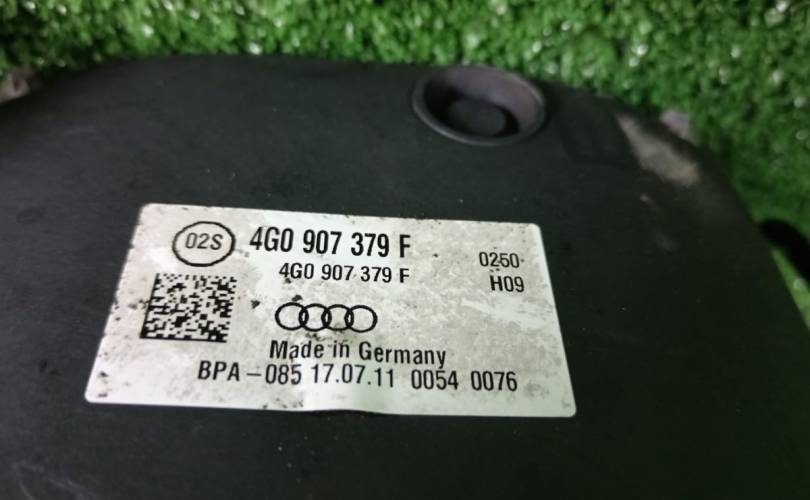 02S 4G0 907 379 F
4G0 907 379 F 0250
H09
Made in Germany
BPA-085 17.07.11 0054 0076